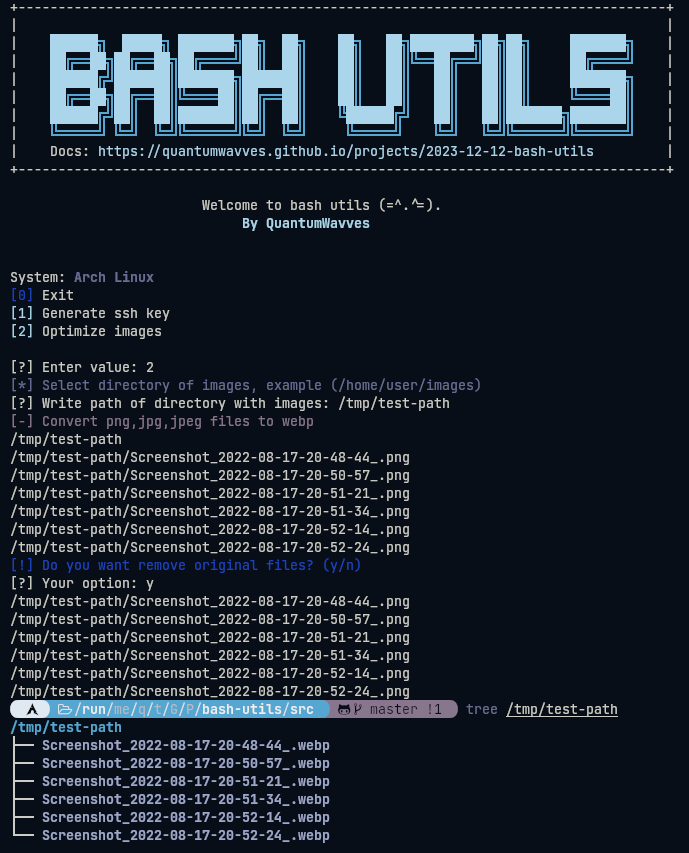 BASH UTILS
Docs: https://quantumwavves.github.io/projects/2023-12-12-bash-utils
Welcome to bash utils (=^.^=).
By QuantumWavves
System: Arch Linux
[0] Exit
[1] Generate ssh key
[2] Optimize images
[?] Enter value: 2
[*] Select directory of images, example (/home/user/images)
[?] Write path of directory with images: /tmp/test-path
[-] Convert png,jpg,jpeg files to webp
/tmp/test-path
/tmp/test-path/Screenshot_2022-08-17-20-48-44_.png
/tmp/test-path/Screenshot_2022-08-17-20-50-57_.png
/tmp/test-path/Screenshot_2022-08-17-20-51-21_.png
/tmp/test-path/Screenshot_2022-08-17-20-51-34_.png
/tmp/test-path/Screenshot_2022-08-17-20-52-14_.png
/tmp/test-path/Screenshot_2022-08-17-20-52-24_.png
[!] Do you want remove original files? (y/n)
[?] Your option: y
/tmp/test-path/Screenshot_2022-08-17-20-48-44_.png
/tmp/test-path/Screenshot_2022-08-17-20-50-57_.png
/tmp/test-path/Screenshot_2022-08-17-20-51-21_.png
/tmp/test-path/Screenshot_2022-08-17-20-51-34_.png
/tmp/test-path/Screenshot_2022-08-17-20-52-14_.png
/tmp/test-path/Screenshot_2022-08-17-20-52-24_.png
/run/me/q/t/G/P/bash-utils/src master !1 tree /tmp/test-path
/tmp/test-path
├── Screenshot_2022-08-17-20-48-44_.webp
├── Screenshot_2022-08-17-20-50-57_.webp
├── Screenshot_2022-08-17-20-51-21_.webp
├── Screenshot_2022-08-17-20-51-34_.webp
├── Screenshot_2022-08-17-20-52-14_.webp
└── Screenshot_2022-08-17-20-52-24_.webp